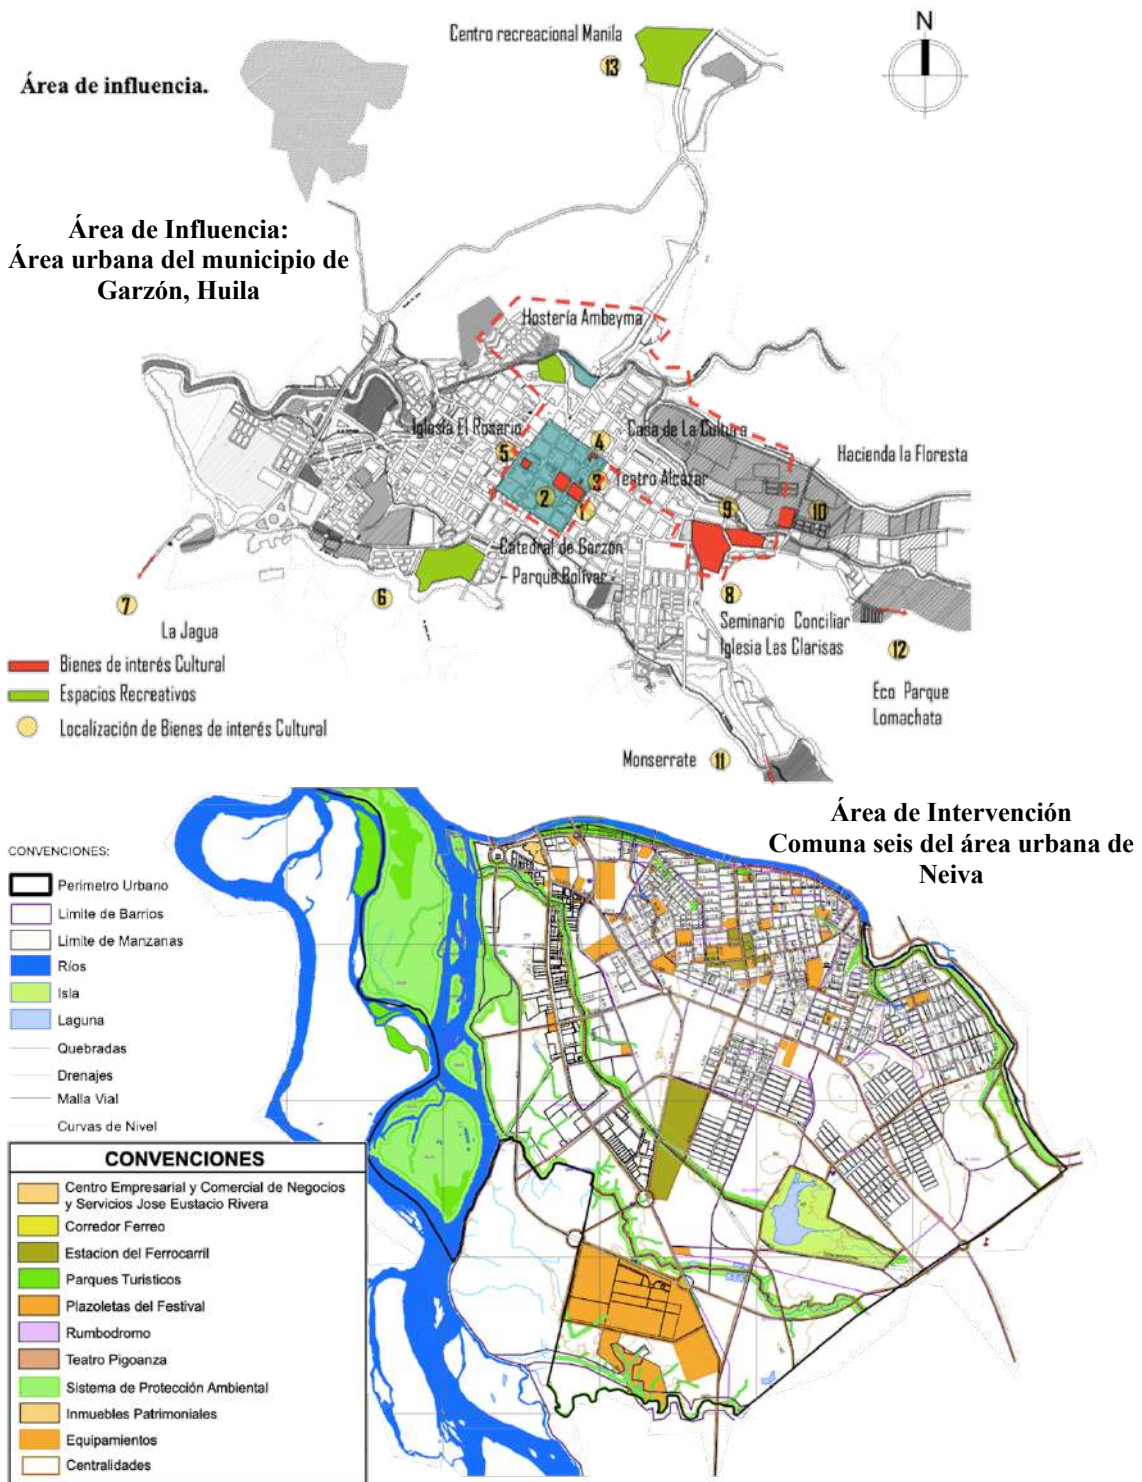 Centro recreacional Manila
13
N
Área de influencia.
Área de Influencia:
Área urbana del municipio de
Garzón, Huila
Hostería Ambeyma
Iglesia El Rosario
5
4
Casa de La Cultura
Hacienda la Floresta
3
Teatro Alcázar
2
1
9
10
Catedral de Garzón
Parque Bolívar
7
6
8
La Jagua
Seminario Conciliar
Iglesia Las Clarisas
12
Bienes de interés Cultural
Espacios Recreativos
Eco Parque
Lomachata
Localización de Bienes de interés Cultural
Monserrate
11
Área de Intervención
Comuna seis del área urbana de
Neiva
CONVENCIONES:
Perimetro Urbano
Limite de Barrios
Limite de Manzanas
Ríos
Isla
Laguna
Quebradas
Drenajes
Malla Vial
Curvas de Nivel
CONVENCIONES
Centro Empresarial y Comercial de Negocios
y Servicios Jose Eustacio Rivera
Corredor Ferreo
Estacion del Ferrocarril
Parques Turisticos
Plazoletas del Festival
Rumbodromo
Teatro Pigoanza
Sistema de Protección Ambiental
Inmuebles Patrimoniales
Equipamientos
Centralidades